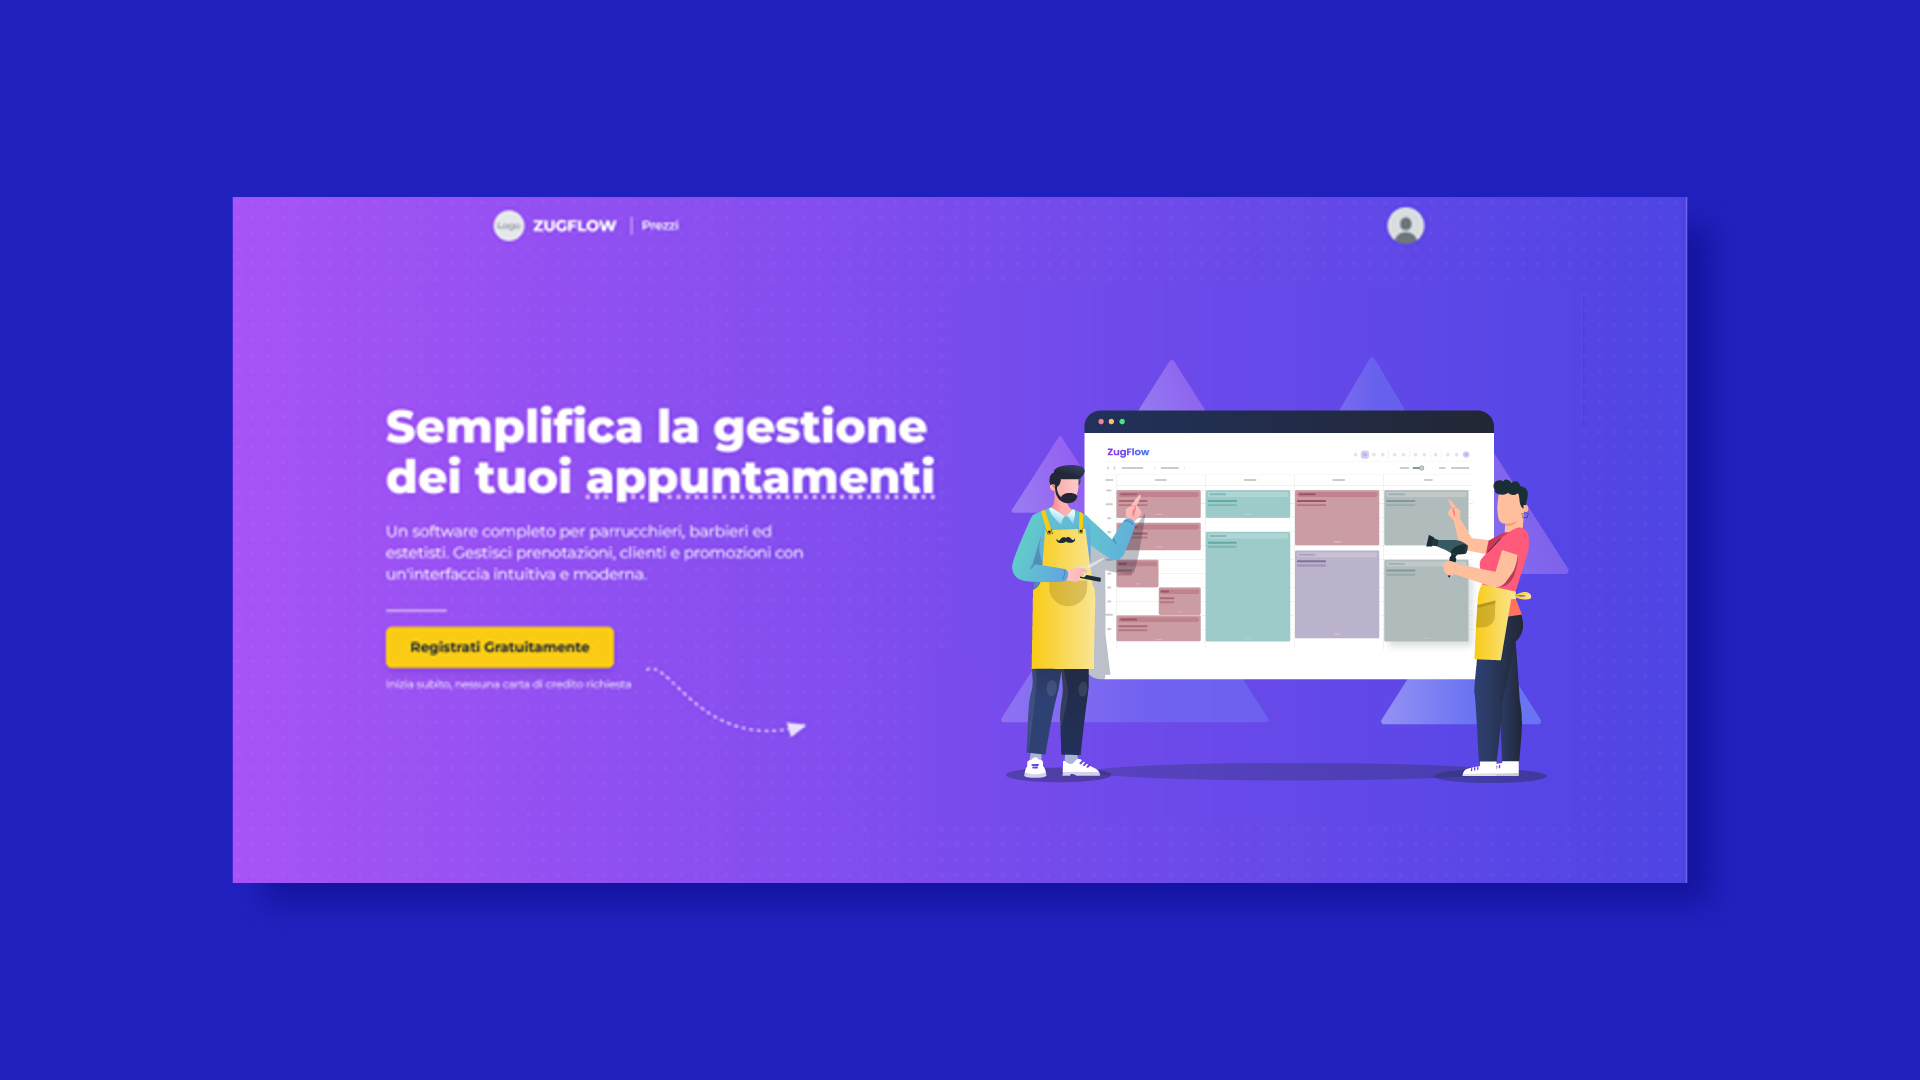 Logo ZUGFLOW | Prezzi
Semplifica la gestione
dei tuoi appuntamenti
Un software completo per parrucchieri, barbieri ed
estetisti. Gestisci prenotazioni, clienti e promozioni con
un'interfaccia intuitiva e moderna.
Registrati Gratuitamente
Inizia subito, nessuna carta di credito richiesta
ZugFlow